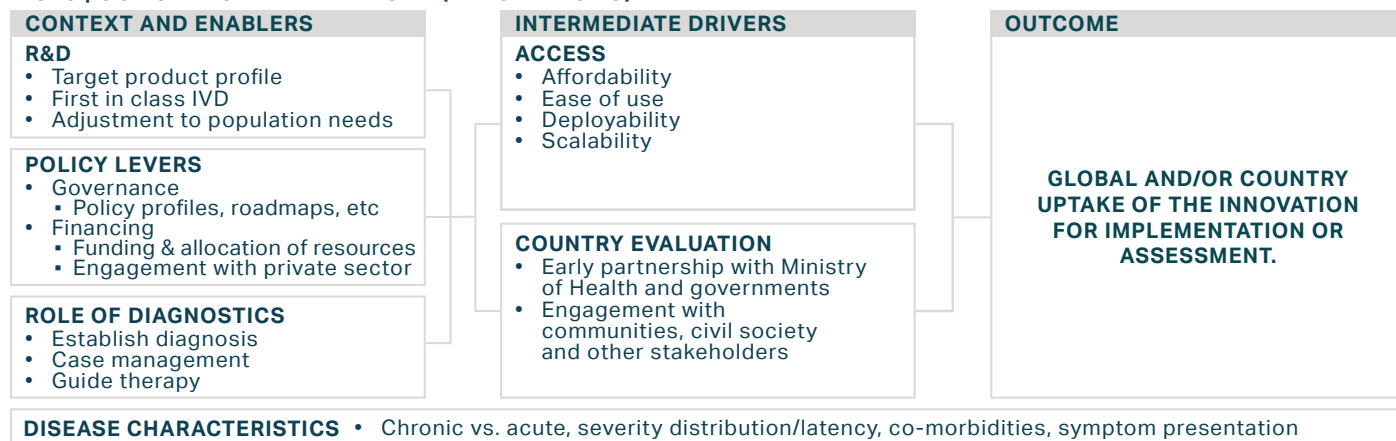 CONTEXT AND ENABLERS
R&D
• Target product profile
• First in class IVD
• Adjustment to population needs
POLICY LEVERS
• Governance
▪ Policy profiles, roadmaps, etc
• Financing
▪ Funding & allocation of resources
▪ Engagement with private sector
ROLE OF DIAGNOSTICS
• Establish diagnosis
• Case management
• Guide therapy
INTERMEDIATE DRIVERS
ACCESS
• Affordability
• Ease of use
• Deployability
• Scalability
COUNTRY EVALUATION
• Early partnership with Ministry
of Health and governments
• Engagement with
communities, civil society
and other stakeholders
OUTCOME
GLOBAL AND/OR COUNTRY
UPTAKE OF THE INNOVATION
FOR IMPLEMENTATION OR
ASSESSMENT.
DISEASE CHARACTERISTICS • Chronic vs. acute, severity distribution/latency, co-morbidities, symptom presentation